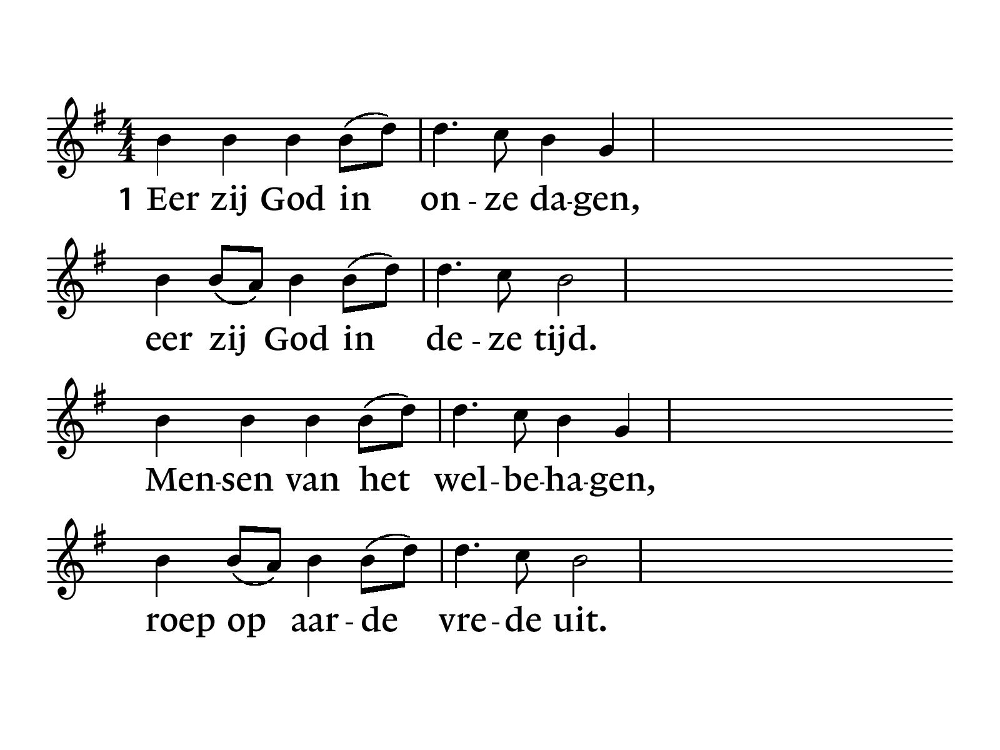 1 Eer zij God in on - ze da-gen,
eer zij God in de - ze tijd.
Men-sen van het wel-be-ha-gen,
roep op aar - de vre-de uit.